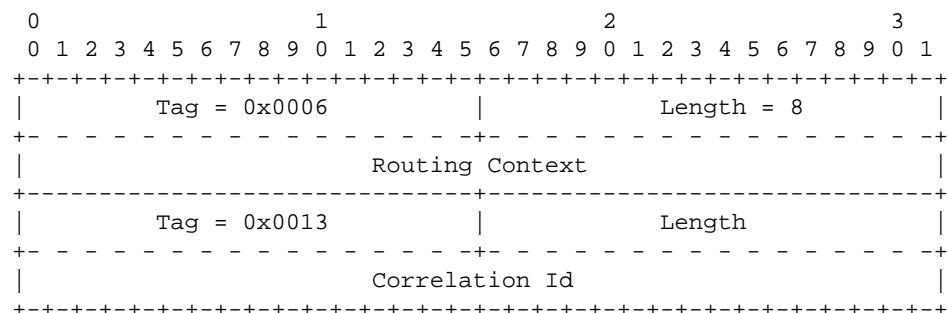 0                   1                   2                   3
0 1 2 3 4 5 6 7 8 9 0 1 2 3 4 5 6 7 8 9 0 1 2 3 4 5 6 7 8 9 0 1
+-+-+-+-+-+-+-+-+-+-+-+-+-+-+-+-+-+-+-+-+-+-+-+-+-+-+-+-+-+-+-+-+
|         Tag = 0x0006          |            Length = 8         |
+- - - - - - - - - - - - - - - -+- - - - - - - - - - - - - - - -+
|                        Routing Context                        |
+-------------------------------+-------------------------------+
|         Tag = 0x0013          |             Length            |
+- - - - - - - - - - - - - - - -+- - - - - - - - - - - - - - - -+
|                        Correlation Id                         |
+-+-+-+-+-+-+-+-+-+-+-+-+-+-+-+-+-+-+-+-+-+-+-+-+-+-+-+-+-+-+-+-+